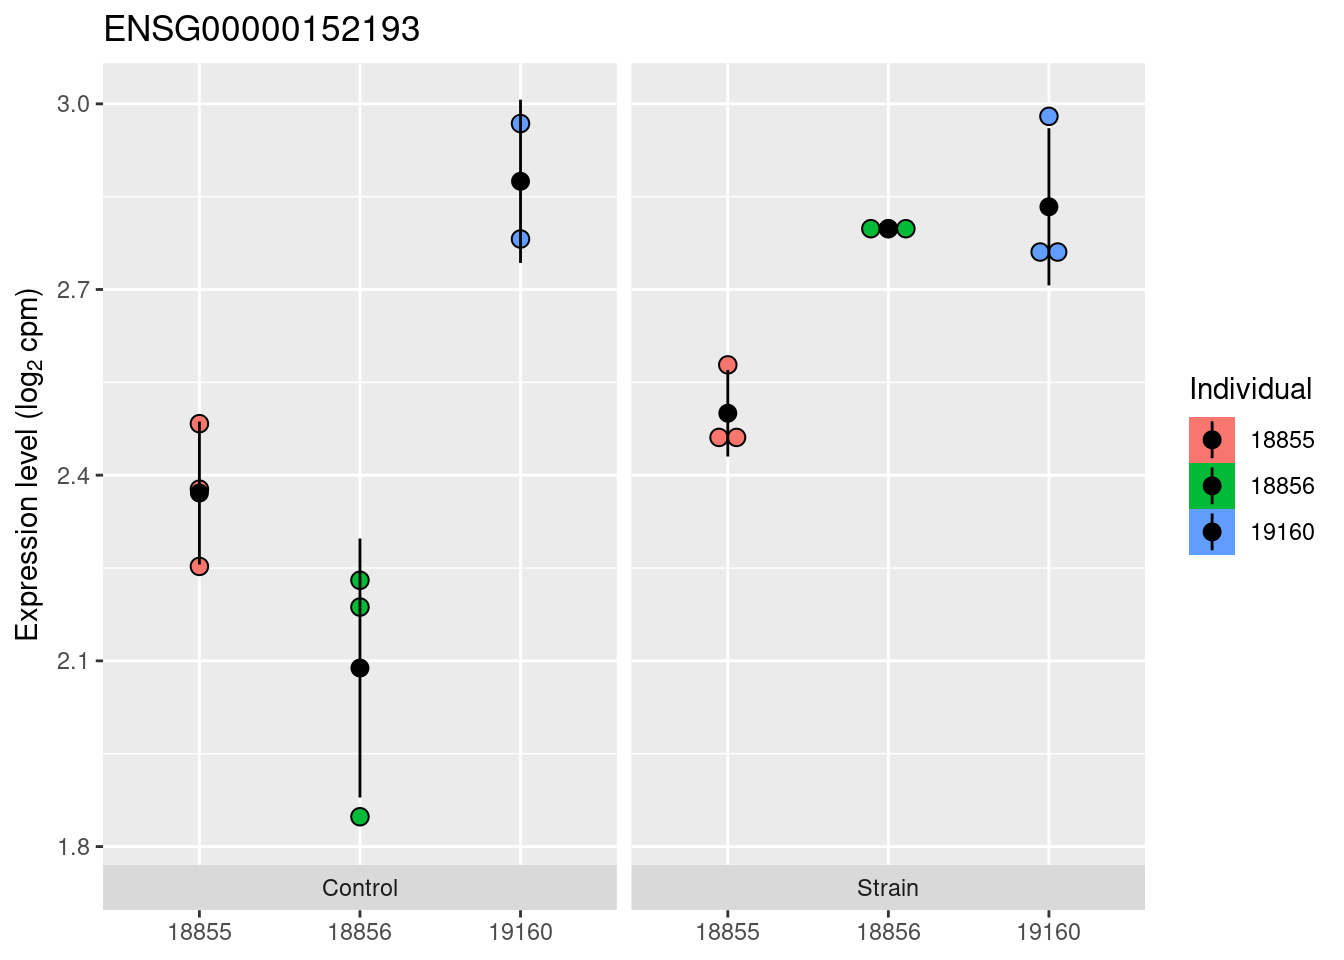 ENSG00000152193
Expression level (log2 cpm)
3.0
2.7
2.4
2.1
1.8
Control
Strain
18855
18856
19160
18855
18856
19160
Individual
18855
18856
19160